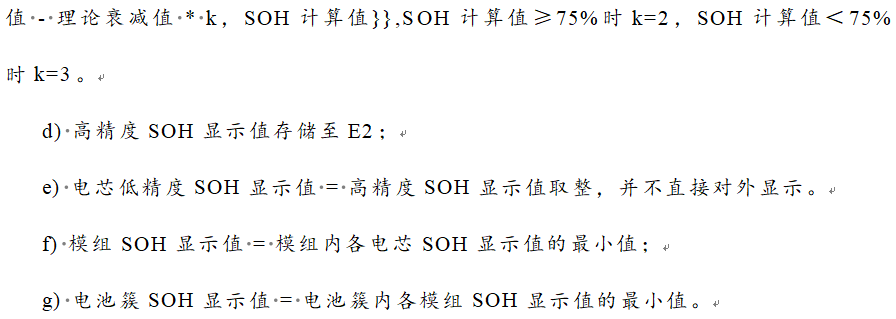 值 - 理论衰减值 * k，SOH 计算值}},SOH 计算值≥75%时 k=2，SOH 计算值＜75%
时 k=3。
d) 高精度 SOH 显示值存储至 E2；
e) 电芯低精度 SOH 显示值 = 高精度 SOH 显示值取整，并不直接对外显示。
f) 模组 SOH 显示值 = 模组内各电芯 SOH 显示值的最小值；
g) 电池簇 SOH 显示值 = 电池簇内各模组 SOH 显示值的最小值。